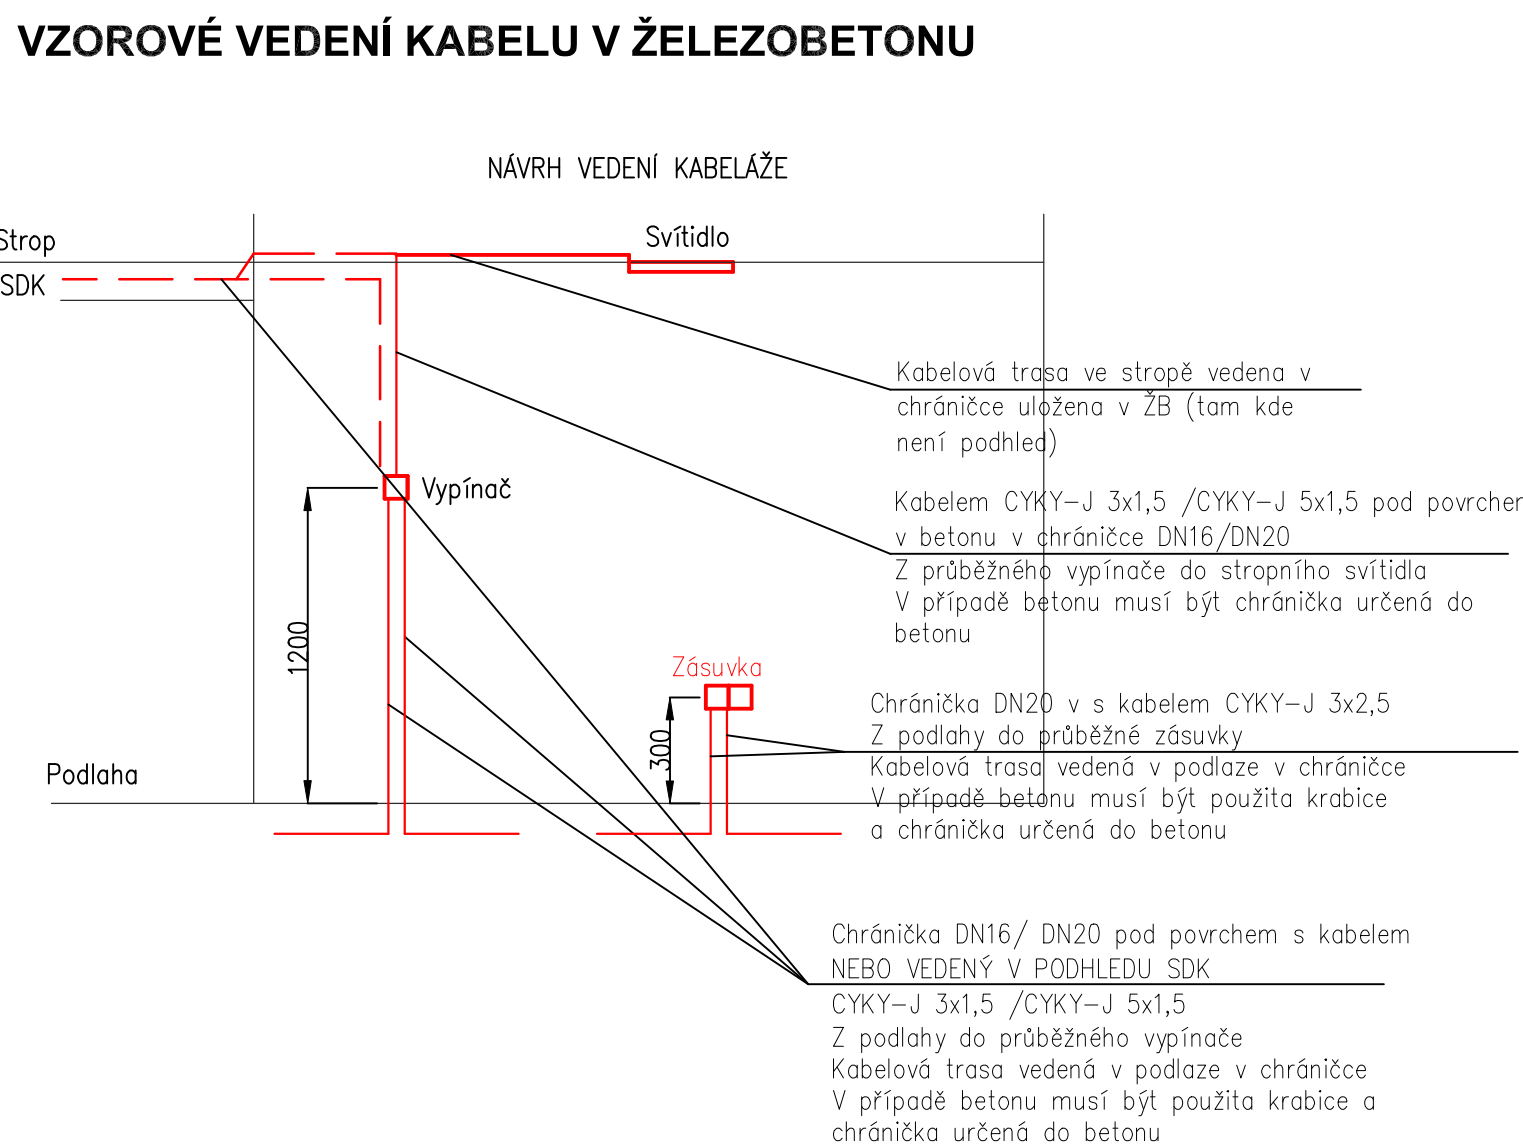 VZOROVÉ VEDENÍ KABELU V ŽELEZOBETONU
NÁVRH VEDENÍ KABELÁŽE
Strop
Svítidlo
SDK
Kabelová trasa ve stropě vedena v
chráničce uložena v ŽB (tam kde
není podhled)
Vypínač
Kabelem CYKY-J 3x1,5 /CYKY-J 5x1,5 pod povrchem
v betonu v chráničce DN16/DN20
Z průběžného vypínače do stropního svítidla
V případě betonu musí být chránička určená do
betonu
1200
Zásuvka
300
Chránička DN20 v s kabelem CYKY-J 3x2,5
Z podlahy do průběžné zásuvky
Kabelová trasa vedená v podlaze v chráničce
V případě betonu musí být použita krabice
a chránička určená do betonu
Podlaha
Chránička DN16/ DN20 pod povrchem s kabelem
NEBO VEDENÝ V PODHLEDU SDK
CYKY-J 3x1,5 /CYKY-J 5x1,5
Z podlahy do průběžného vypínače
Kabelová trasa vedená v podlaze v chráničce
V případě betonu musí být použita krabice a
chránička určená do betonu